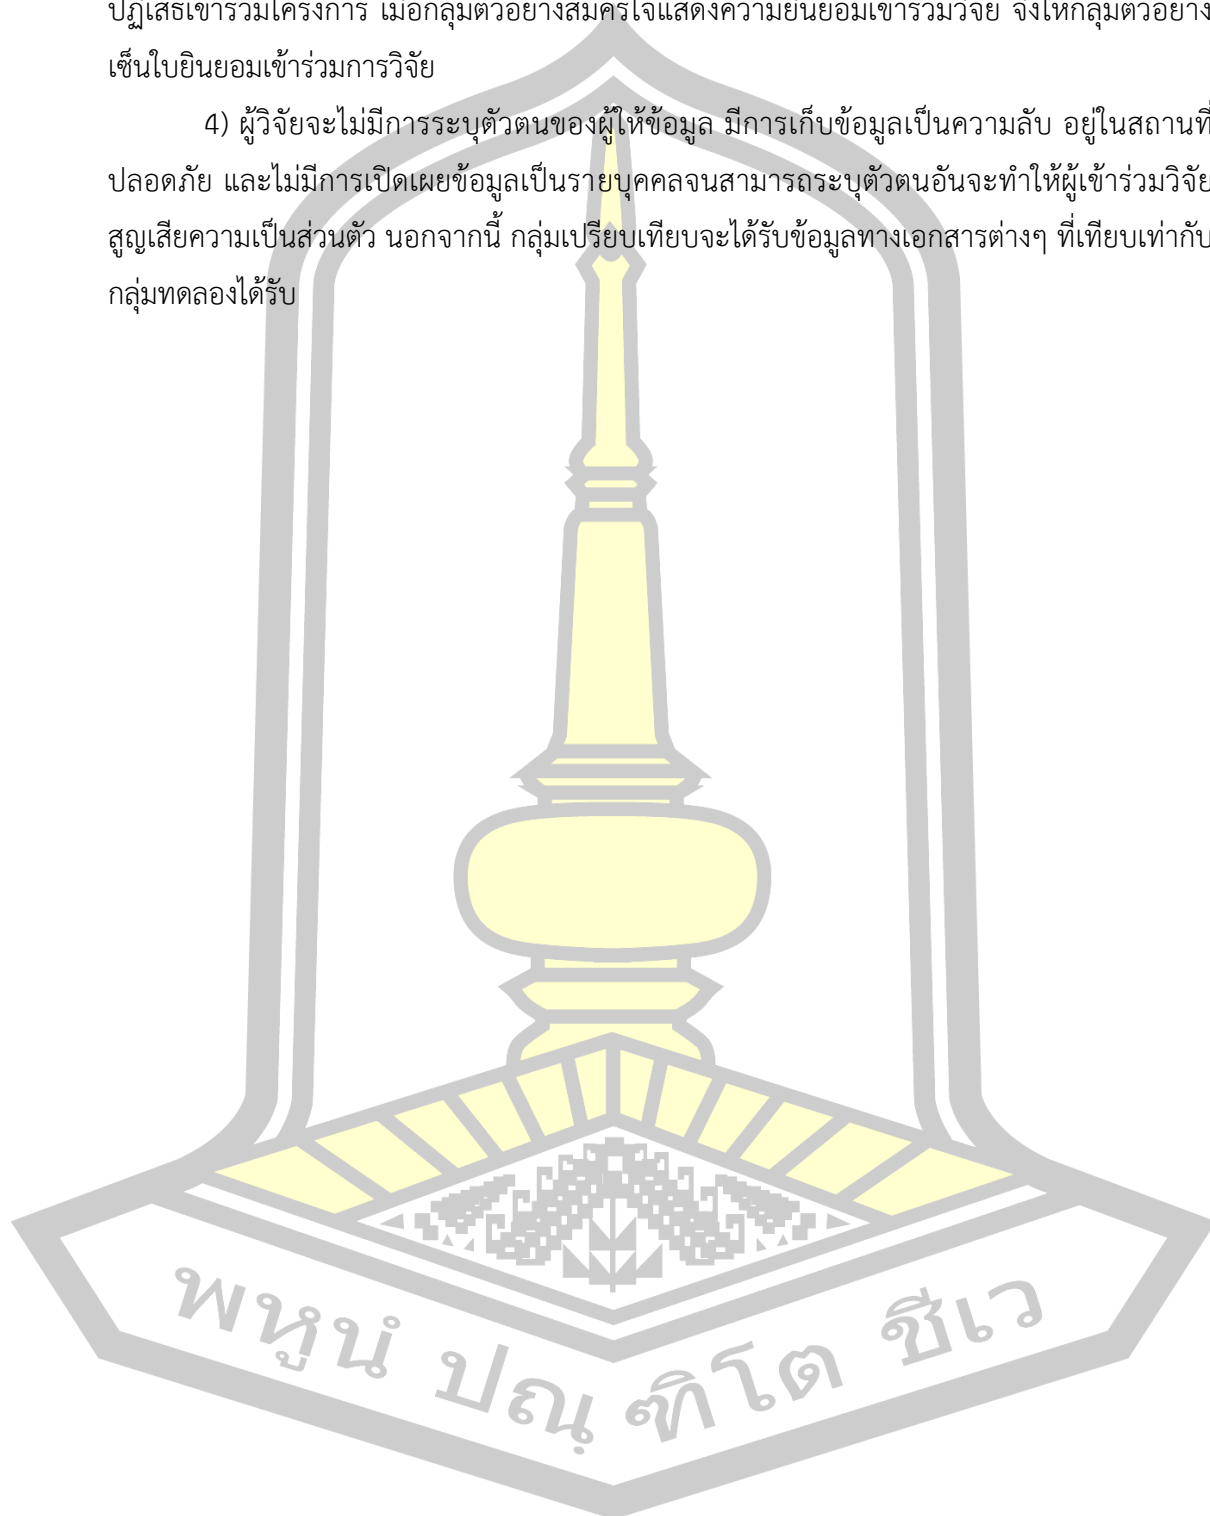 ปฏิเสธเข้าร่วมโครงการ เมื่อกลุ่มตัวอย่างสมัครใจแสดงความยินยอมเข้าร่วมวิจัย จึงให้กลุ่มตัวอย่าง
เซ็นใบยินยอมเข้าร่วมการวิจัย
4) ผู้วิจัยจะไม่มีการระบุตัวตนของผู้ให้ข้อมูล มีการเก็บข้อมูลเป็นความลับ อยู่ในสถานที่
ปลอดภัย และไม่มีการเปิดเผยข้อมูลเป็นรายบุคคลจนสามารถระบุตัวตนอันจะทำให้ผู้เข้าร่วมวิจัย
สูญเสียความเป็นส่วนตัว นอกจากนี้ กลุ่มเปรียบเทียบจะได้รับข้อมูลทางเอกสารต่างๆ ที่เทียบเท่ากับ
กลุ่มทดลองได้รับ
พหูนํ ปณฺฑิโต ชีเว